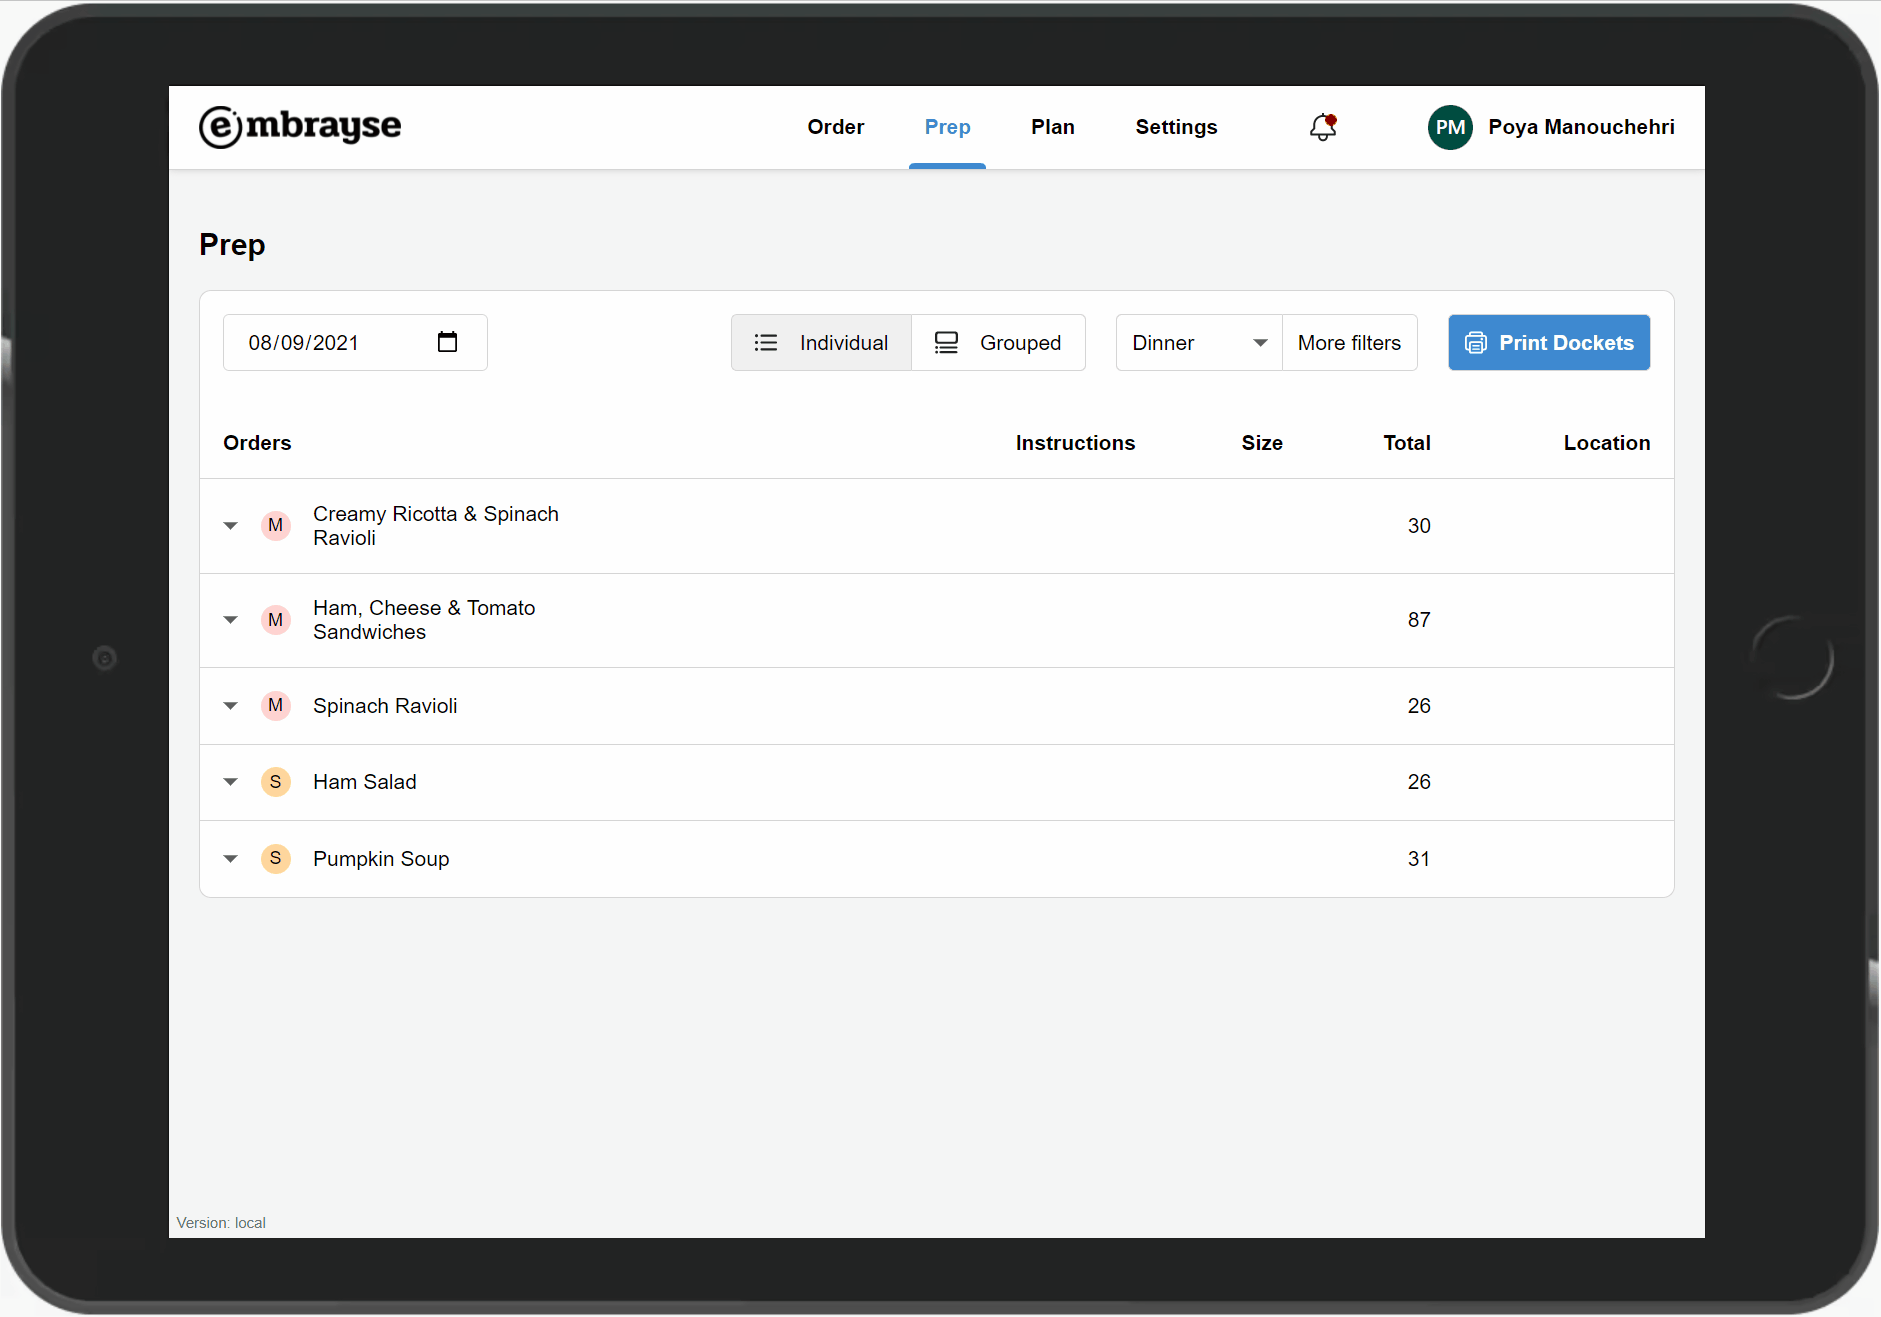 embrayse
Order Prep Plan Settings PM Poya Manouchehri
Prep
08/09/2021 Individual Grouped Dinner More filters Print Dockets
Orders Instructions Size Total Location
M Creamy Ricotta & Spinach
Ravioli 30
M Ham, Cheese & Tomato
Sandwiches 87
M Spinach Ravioli 26
S Ham Salad 26
S Pumpkin Soup 31
Version: local